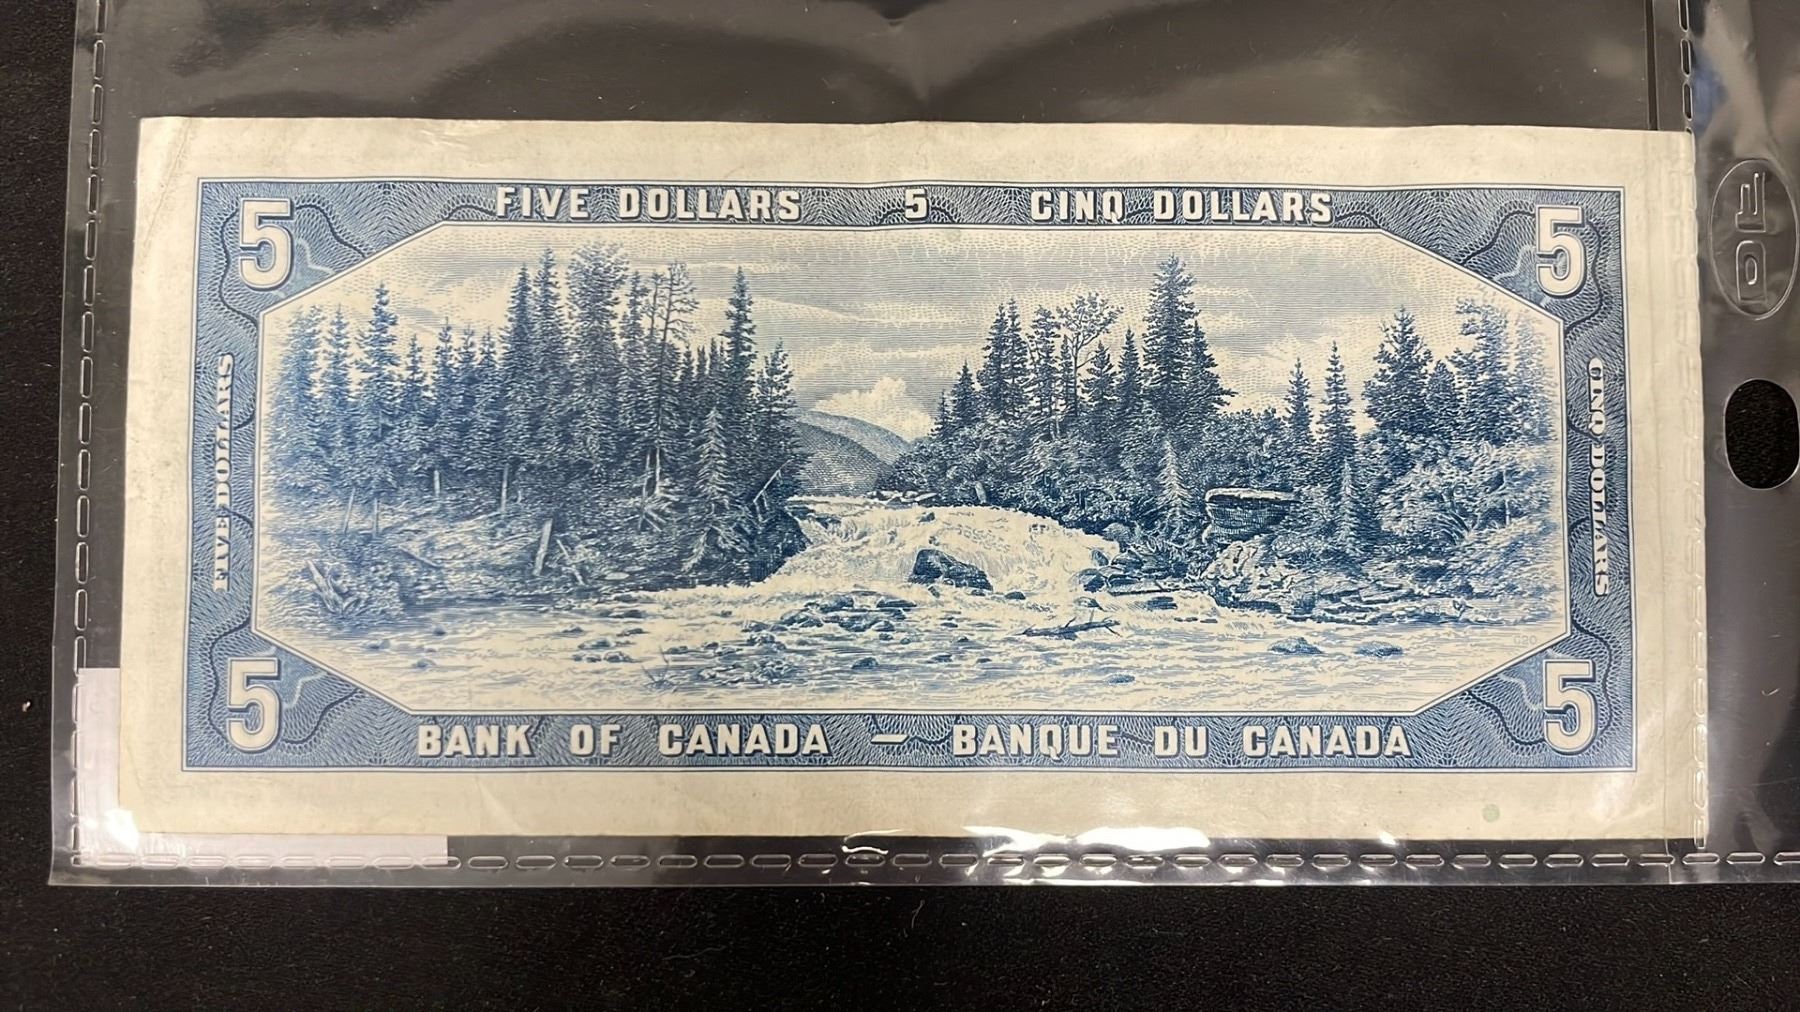 FIVE DOLLARS 5 CINQ DOLLARS
5 5
FIVE DOLLARS
CINQ DOLLARS
5 5
BANK OF CANADA — BANQUE DU CANADA